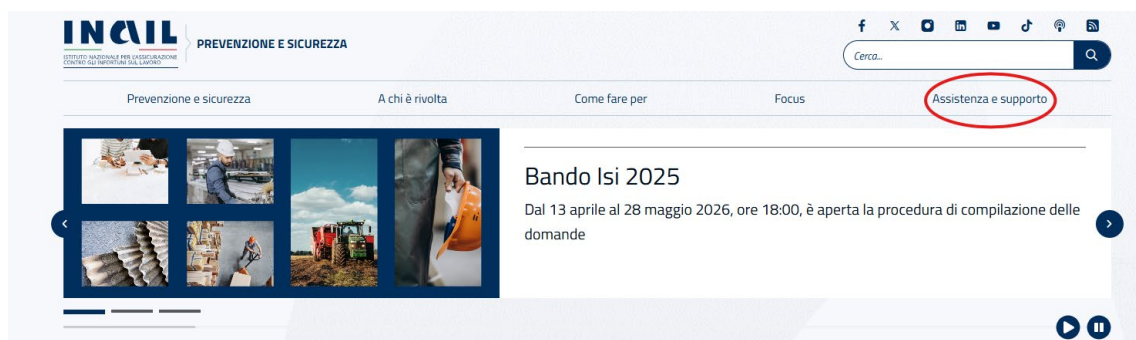 INAIL
ISTITUTO NAZIONALE PER L'ASSICURAZIONE
CONTRO GLI INFORTUNI SUL LAVORO
PREVENZIONE E SICUREZZA
Cerca...
Prevenzione e sicurezza
A chi è rivolta
Come fare per
Focus
Assistenza e supporto
Bando Isi 2025
Dal 13 aprile al 28 maggio 2026, ore 18:00, è aperta la procedura di compilazione delle
domande